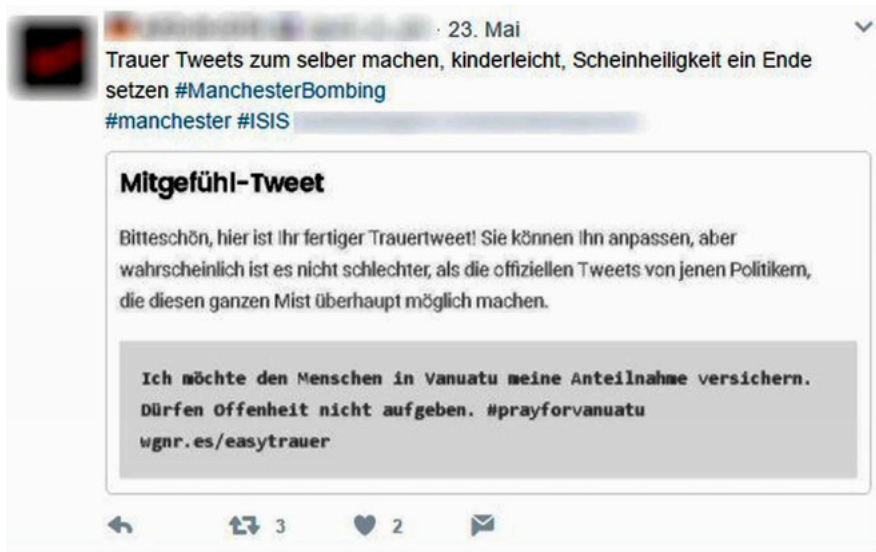 · 23. Mai
Trauer Tweets zum selber machen, kinderleicht, Scheinheiligkeit ein Ende
setzen #ManchesterBombing
#manchester #ISIS
Mitgefühl-Tweet
Bitteschön, hier ist Ihr fertiger Trauertweet! Sie können Ihn anpassen, aber
wahrscheinlich ist es nicht schlechter, als die offiziellen Tweets von jenen Politikern,
die diesen ganzen Mist überhaupt möglich machen.
Ich möchte den Menschen in Vanuatu meine Anteilnahme versichern.
Dürfen Offenheit nicht aufgeben. #prayforvanuatu
wgnr.es/easytrauer
3 2